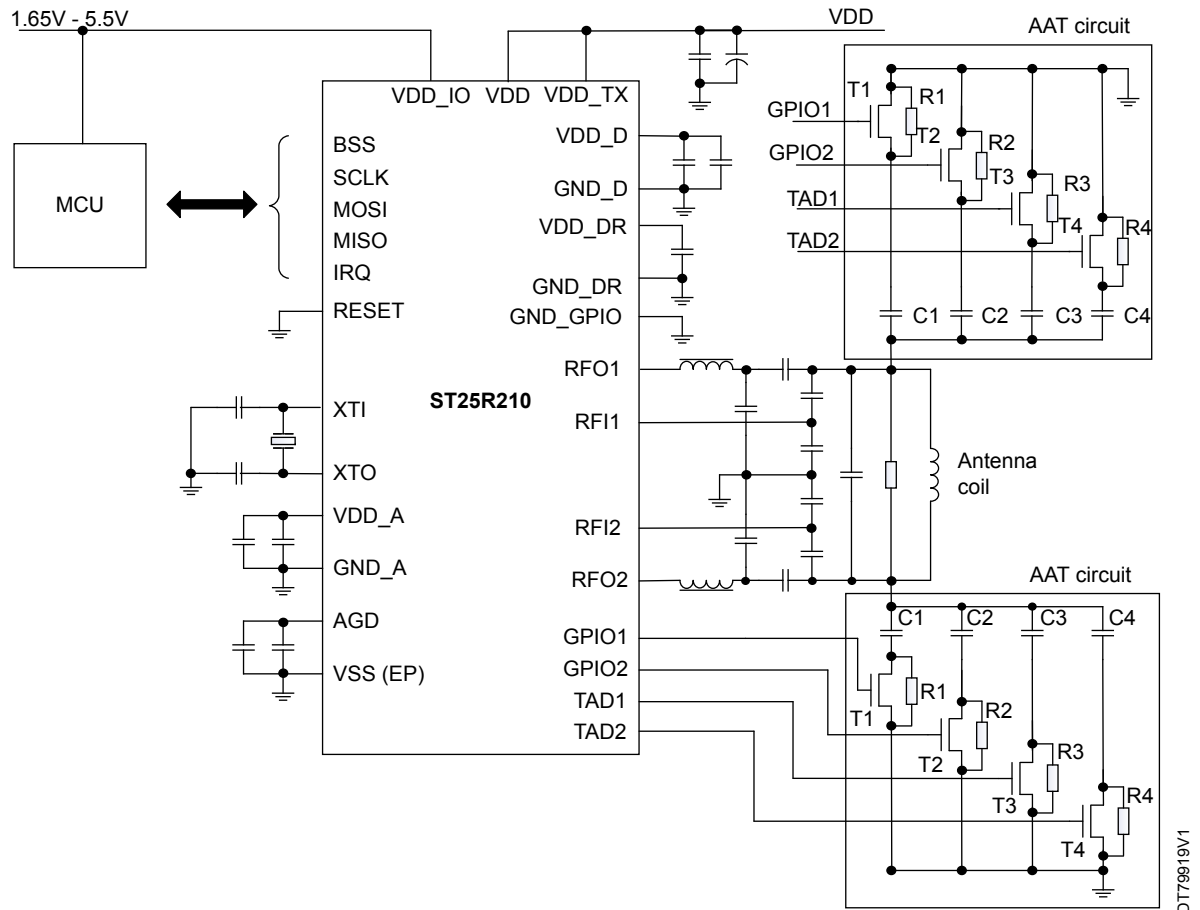 1.65V - 5.5V
VDD
AAT circuit
VDD_IO VDD VDD_TX
MCU
BSS
SCLK
MOSI
MISO
IRQ
RESET
XTI
XTO
VDD_A
GND_A
AGD
VSS (EP)
ST25R210
VDD_D
GND_D
VDD_DR
GND_DR
GND_GPIO
RFO1
RFI1
RFI2
RFO2
GPIO1
GPIO2
TAD1
TAD2
GPIO1
GPIO2
TAD1
TAD2
T1
R1
T2
R2
T3
R3
T4
R4
C1
C2
C3
C4
Antenna
coil
AAT circuit
C1
C2
C3
C4
R1
T1
R2
T2
R3
T3
R4
T4
DT79919V1